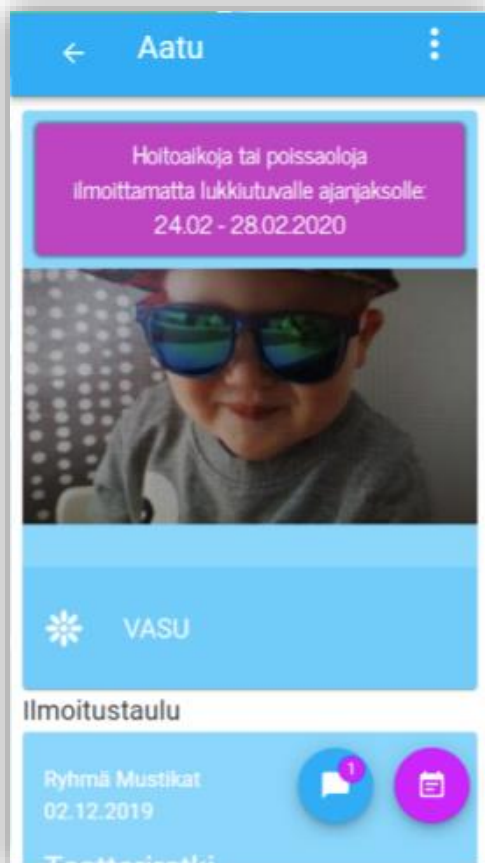 Aatu
Hoitoaikoja tai poissaoloja
ilmoittamatta lukkiutuvalle ajanjaksolle:
24.02 - 28.02.2020
VASU
Ilmoitustaulu
Ryhmä Mustikat
02.12.2019
1